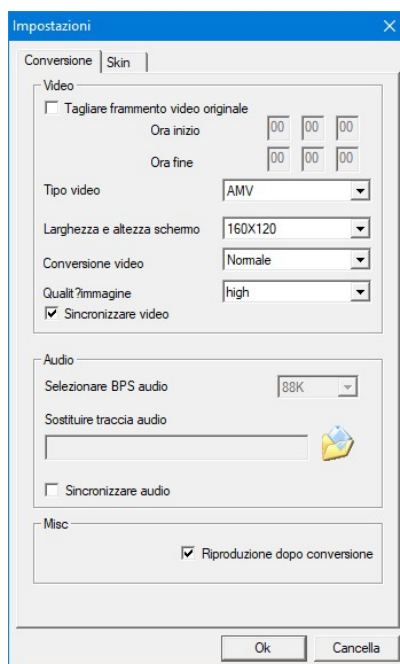 Impostazioni
Conversione Skin
Video
Tagliare frammento video originale
Ora inizio 00 00 00
Ora fine 00 00 00
Tipo video AMV
Larghezza e altezza schermo 160X120
Conversione video Normale
Qualit?immagine high
Sincronizzare video
Audio
Selezionare BPS audio 88K
Sostituire traccia audio
Sincronizzare audio
Misc
Riproduzione dopo conversione
Ok Cancella